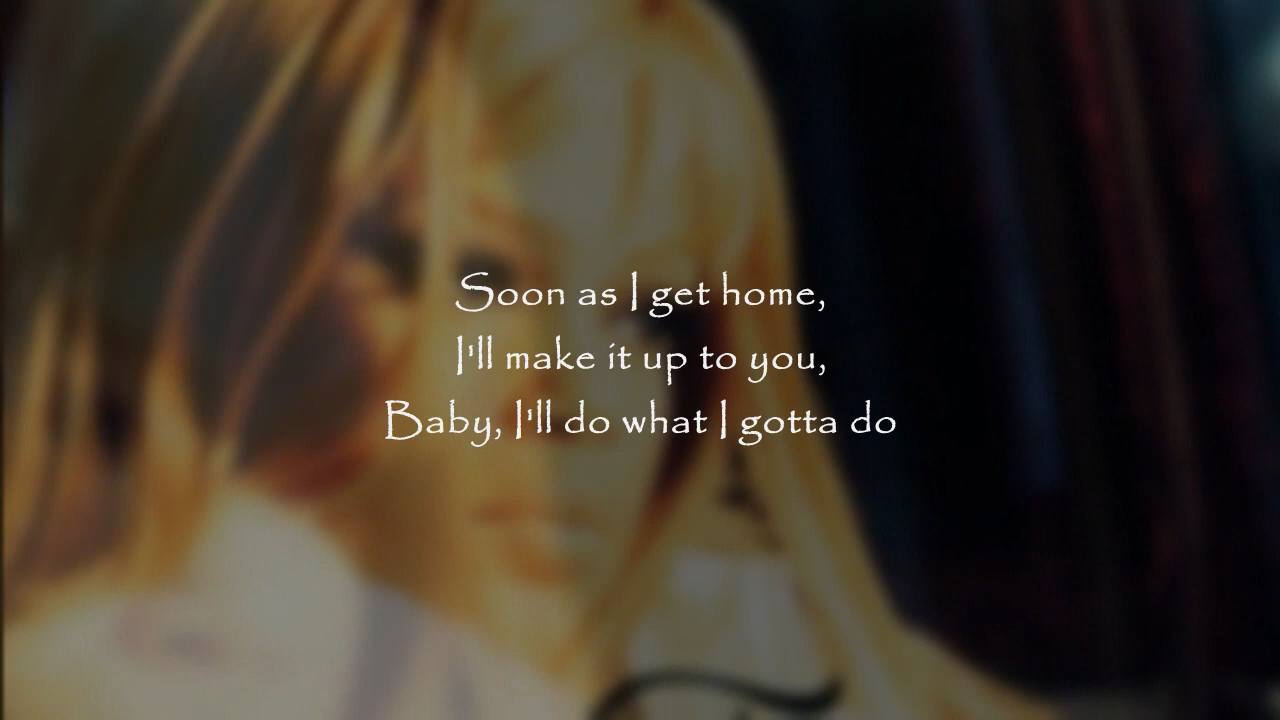 Soon as I get home,
I'll make it up to you,
Baby, I'll do what I gotta do